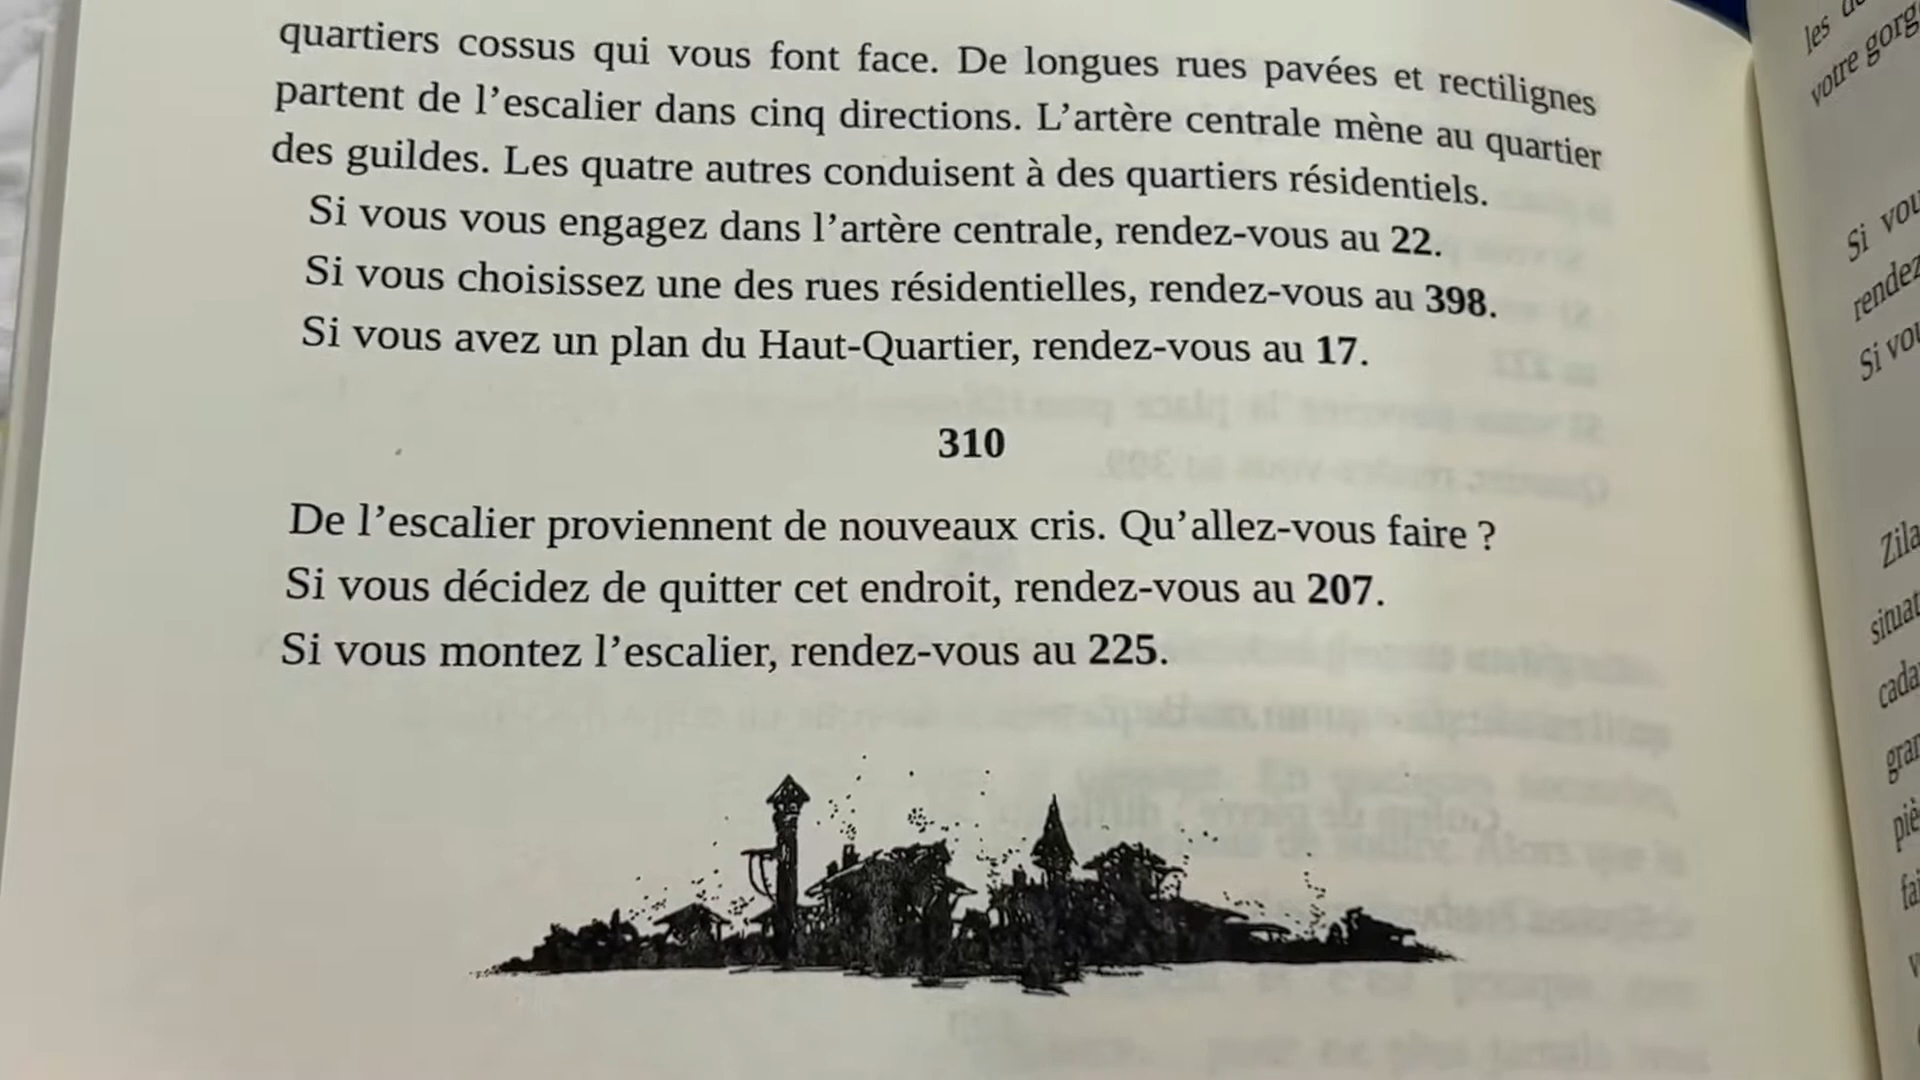 quartiers cossus qui vous font face. De longues rues pavées et rectilignes
partent de l’escalier dans cinq directions. L’artère centrale mène au quartier
des guildes. Les quatre autres conduisent à des quartiers résidentiels.
Si vous vous engagez dans l’artère centrale, rendez-vous au 22.
Si vous choisissez une des rues résidentielles, rendez-vous au 398.
Si vous avez un plan du Haut-Quartier, rendez-vous au 17.
310
De l’escalier proviennent de nouveaux cris. Qu’allez-vous faire ?
Si vous décidez de quitter cet endroit, rendez-vous au 207.
Si vous montez l’escalier, rendez-vous au 225.
les
votre
Si
Si